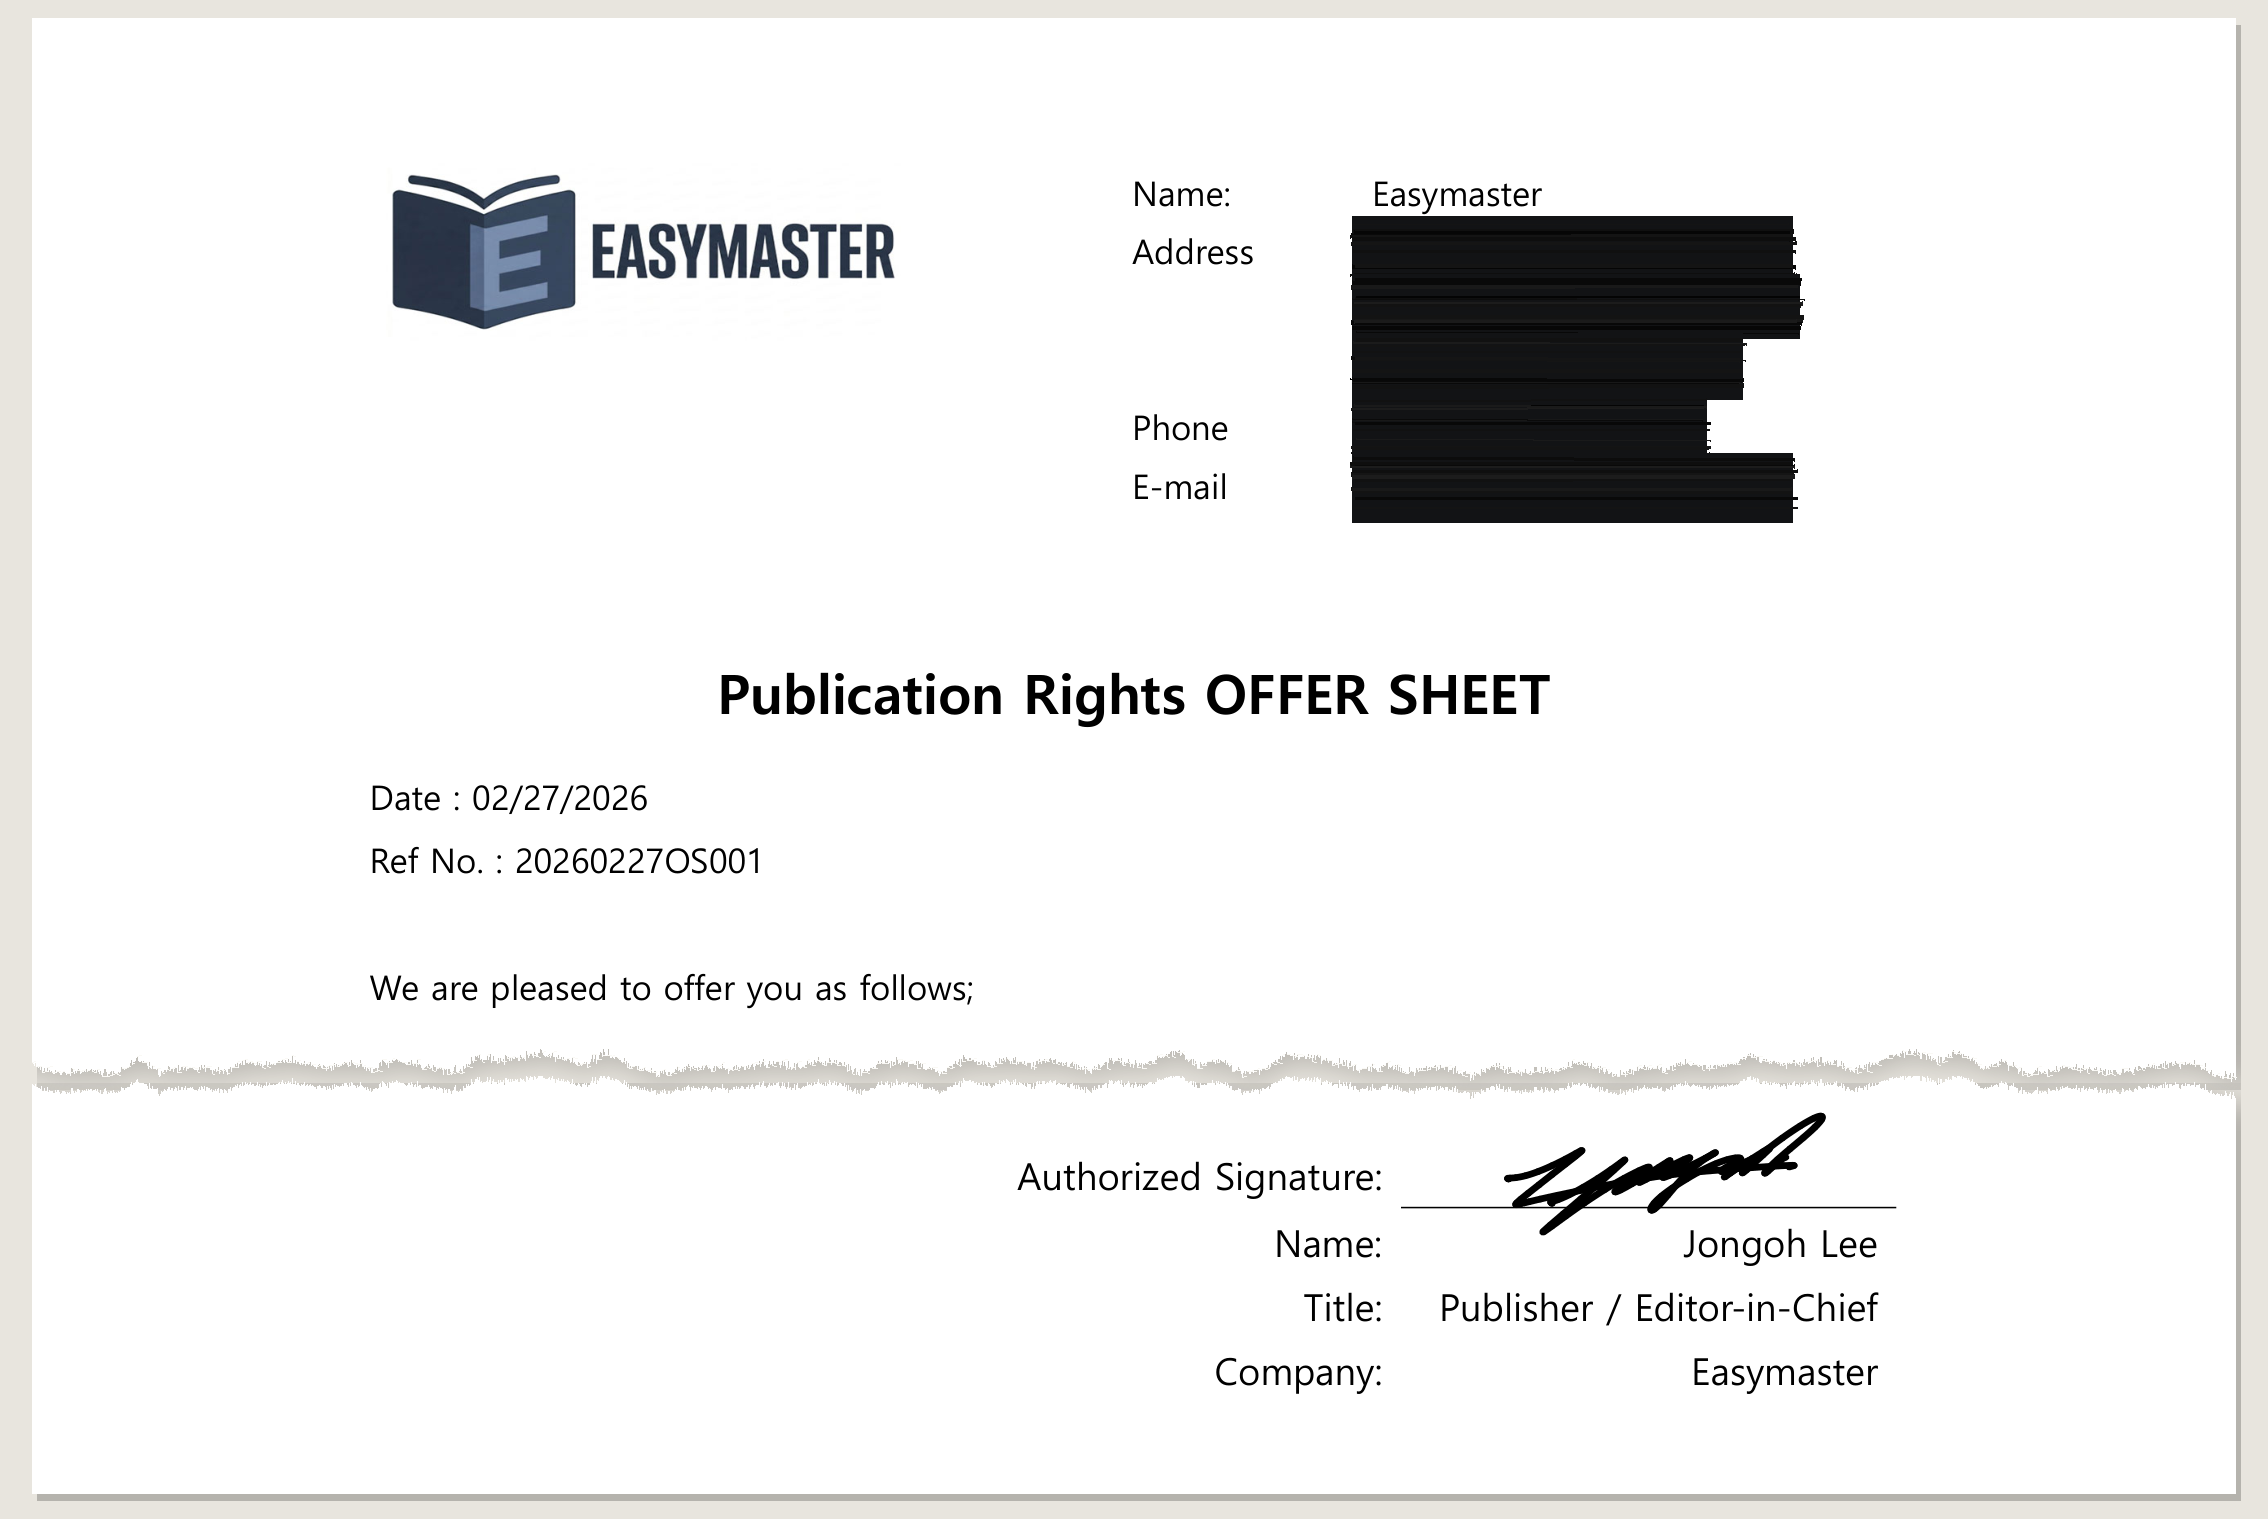 EASYMASTER
Name: Easymaster
Address
Phone
E-mail
Publication Rights OFFER SHEET
Date : 02/27/2026
Ref No. : 20260227OS001
We are pleased to offer you as follows;
Authorized Signature:
Name: Jongoh Lee
Title: Publisher / Editor-in-Chief
Company: Easymaster